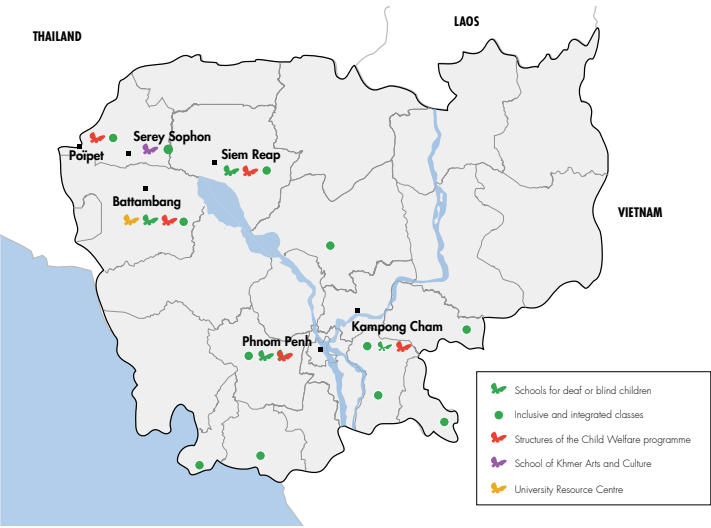 LAOS
THAILAND
Serey Sophon
Poïpet
Siem Reap
Battambang
VIETNAM
Kampong Cham
Phnom Penh
Schools for deaf or blind children
Inclusive and integrated classes
Structures of the Child Welfare programme
School of Khmer Arts and Culture
University Resource Centre